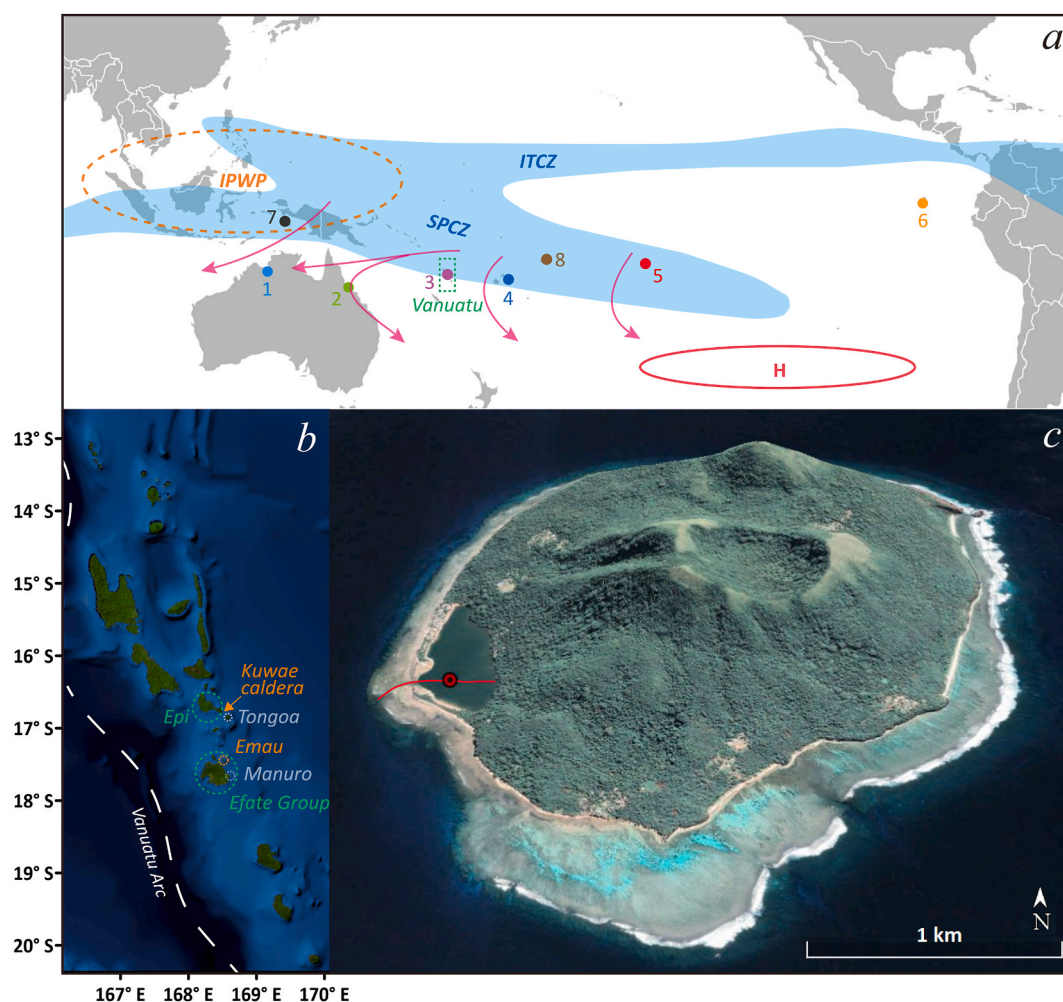 a
ITCZ
IPWP
6
7
SPCZ
8
5
1
3
4
2
Vanuatu
H
b
c
13° S
14° S
15° S
16° S
17° S
18° S
19° S
20° S
Kuwae
caldera
Epi
Tongoa
Emau
Manuro
Efate Group
Vanuatu Arc
N
1 km
167° E
168° E
169° E
170° E